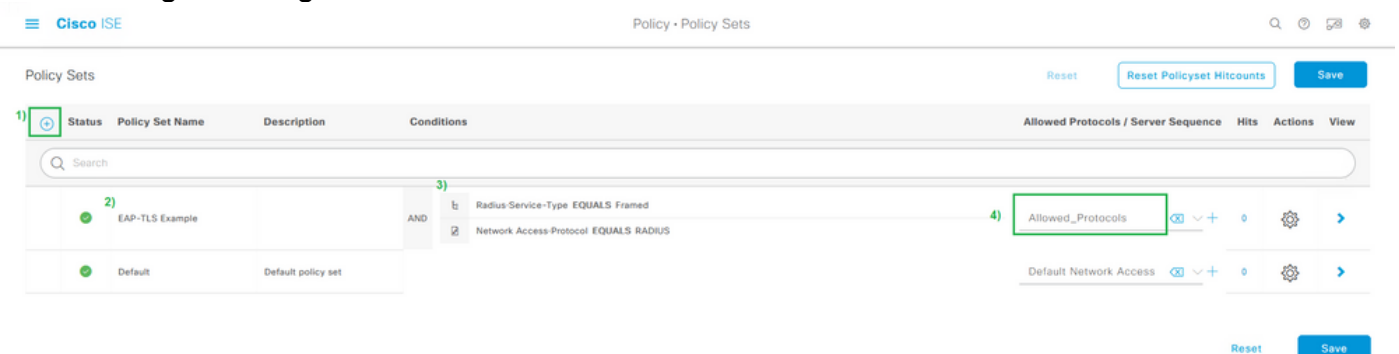 Cisco ISE
Policy · Policy Sets
Policy Sets
Reset
Reset Policyset Hitcounts
Save
1)
Status
Policy Set Name
Description
Conditions
Allowed Protocols / Server Sequence
Hits
Actions
View
Search
2)
EAP-TLS Example
AND
3)
Radius-Service-Type EQUALS Framed
Network Access-Protocol EQUALS RADIUS
4)
Allowed_Protocols
0
Default
Default policy set
Default Network Access
0
Reset
Save